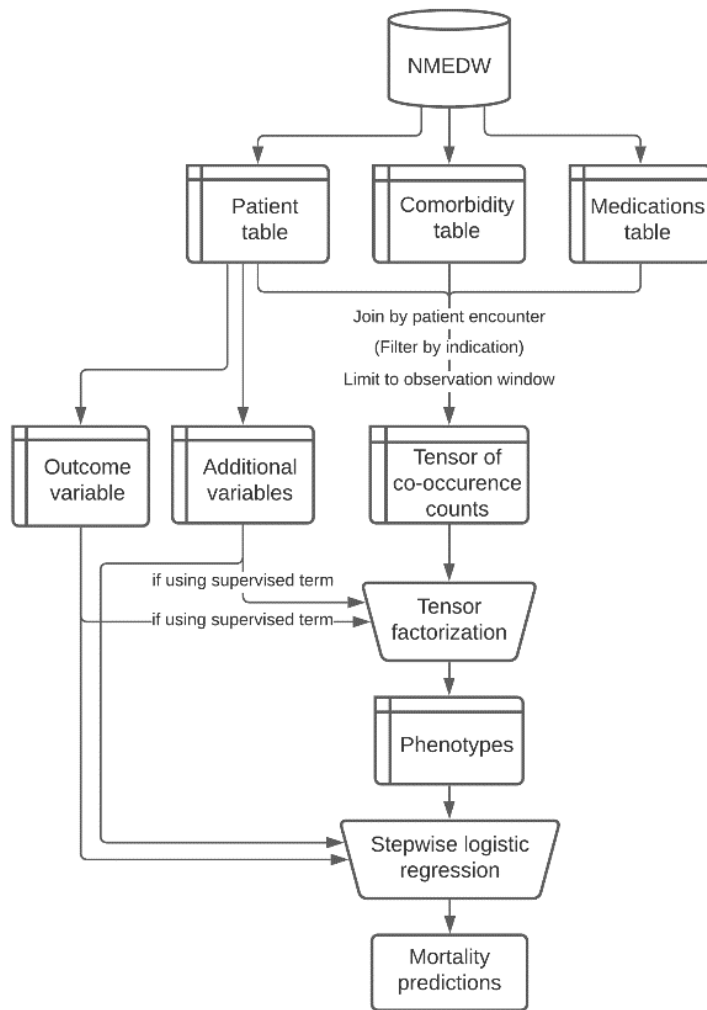 NMEDW
Patient
table
Comorbidity
table
Medications
table
Join by patient encounter
(Filter by indication)
Limit to observation window
Outcome
variable
Additional
variables
Tensor of
co-occurence
counts
if using supervised term
if using supervised term
Tensor
factorization
Phenotypes
Stepwise logistic
regression
Mortality
predictions